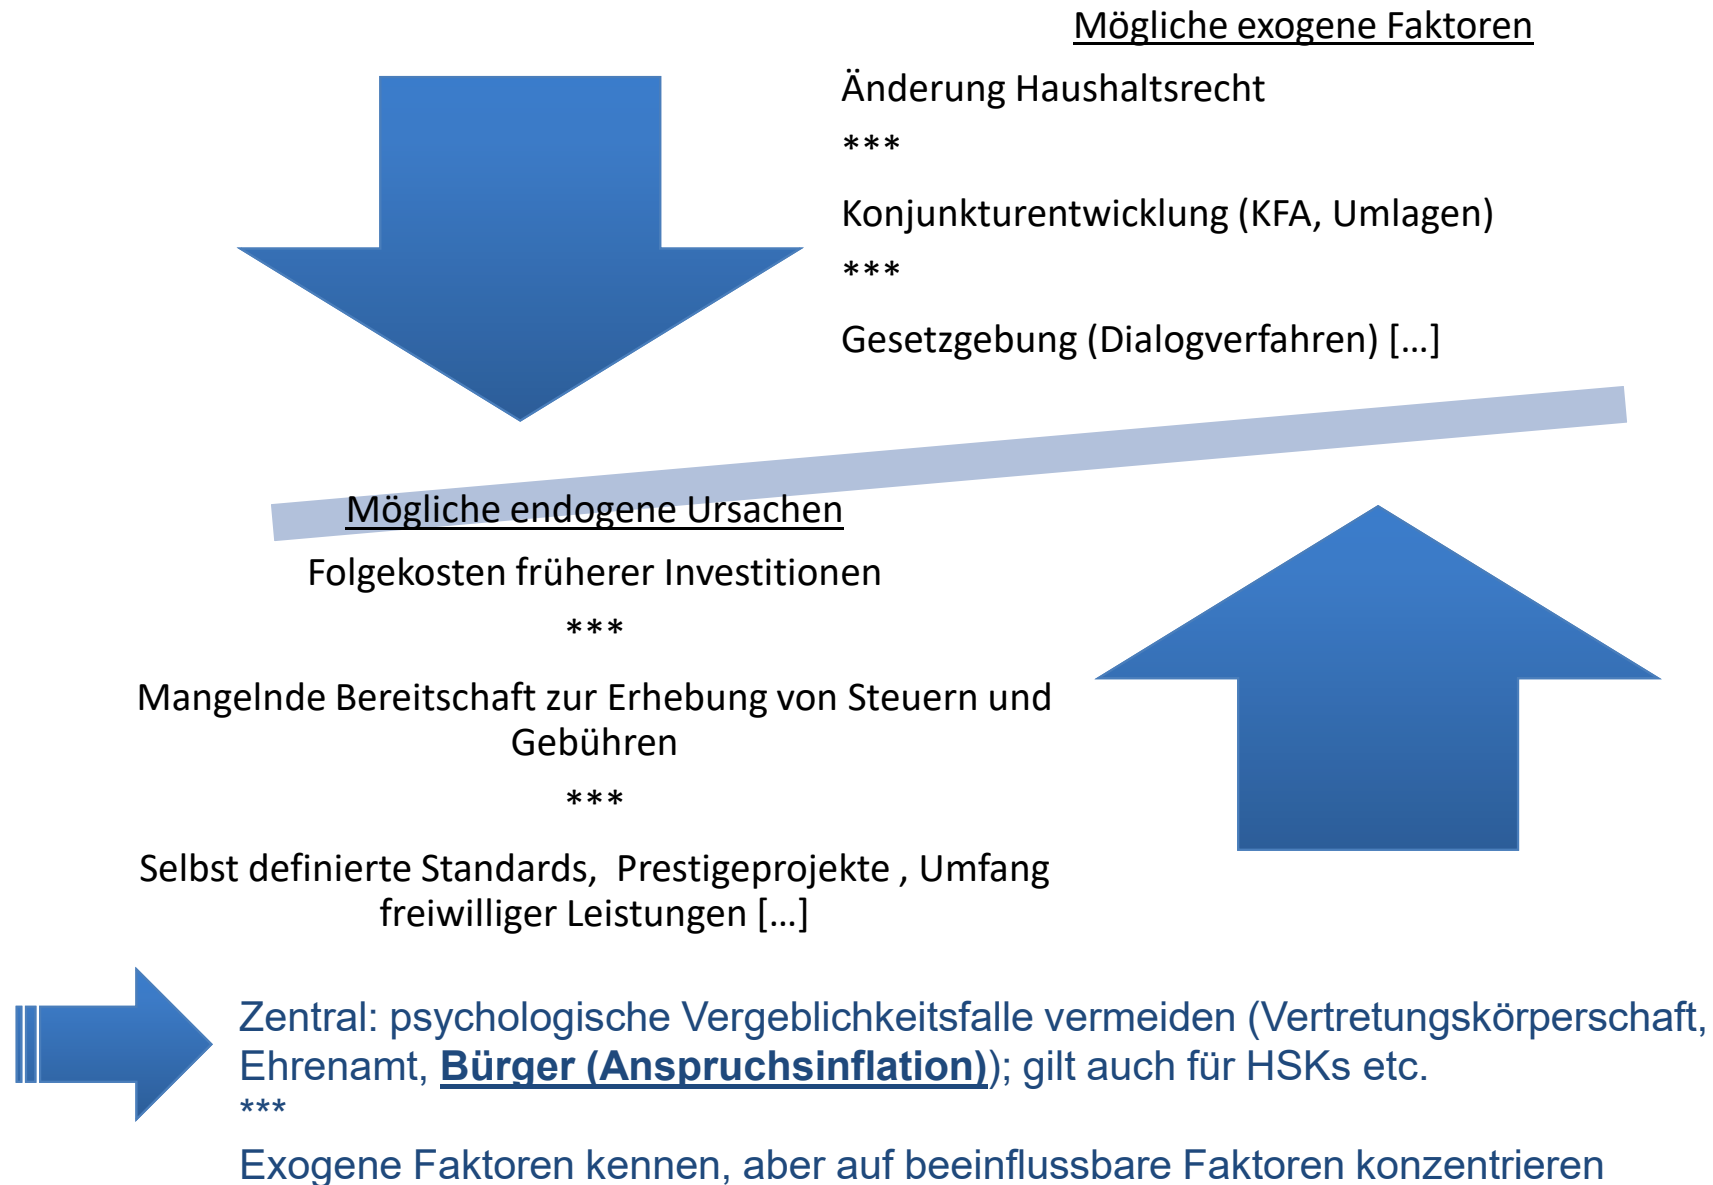 Mögliche exogene Faktoren
Änderung Haushaltsrecht
***
Konjunkturentwicklung (KFA, Umlagen)
***
Gesetzgebung (Dialogverfahren) […]
Mögliche endogene Ursachen
Folgekosten früherer Investitionen
***
Mangelnde Bereitschaft zur Erhebung von Steuern und
Gebühren
***
Selbst definierte Standards,  Prestigeprojekte , Umfang
freiwilliger Leistungen […]
Zentral: psychologische Vergeblichkeitsfalle vermeiden (Vertretungskörperschaft,
Ehrenamt, Bürger (Anspruchsinflation)); gilt auch für HSKs etc.
***
Exogene Faktoren kennen, aber auf beeinflussbare Faktoren konzentrieren